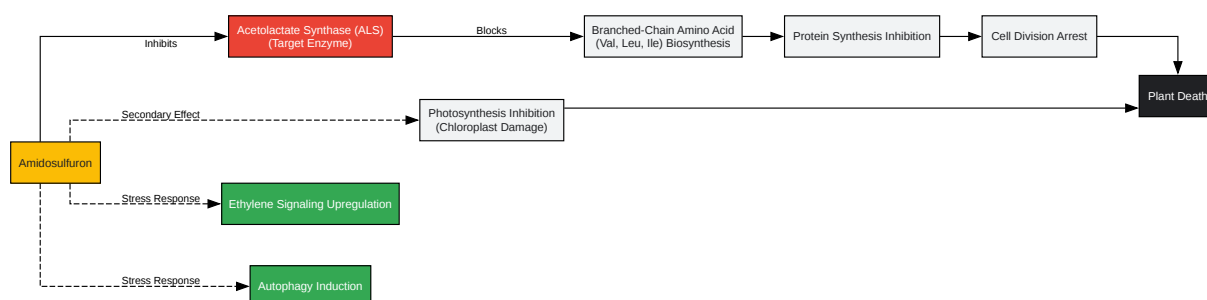 Acetolactate Synthase (ALS)
(Target Enzyme)
Inhibits
Blocks
Branched-Chain Amino Acid
(Val, Leu, Ile) Biosynthesis
Protein Synthesis Inhibition
Cell Division Arrest
Plant Death
Secondary Effect
Photosynthesis Inhibition
(Chloroplast Damage)
Amidosulfuron
Stress Response
Ethylene Signaling Upregulation
Stress Response
Autophagy Induction